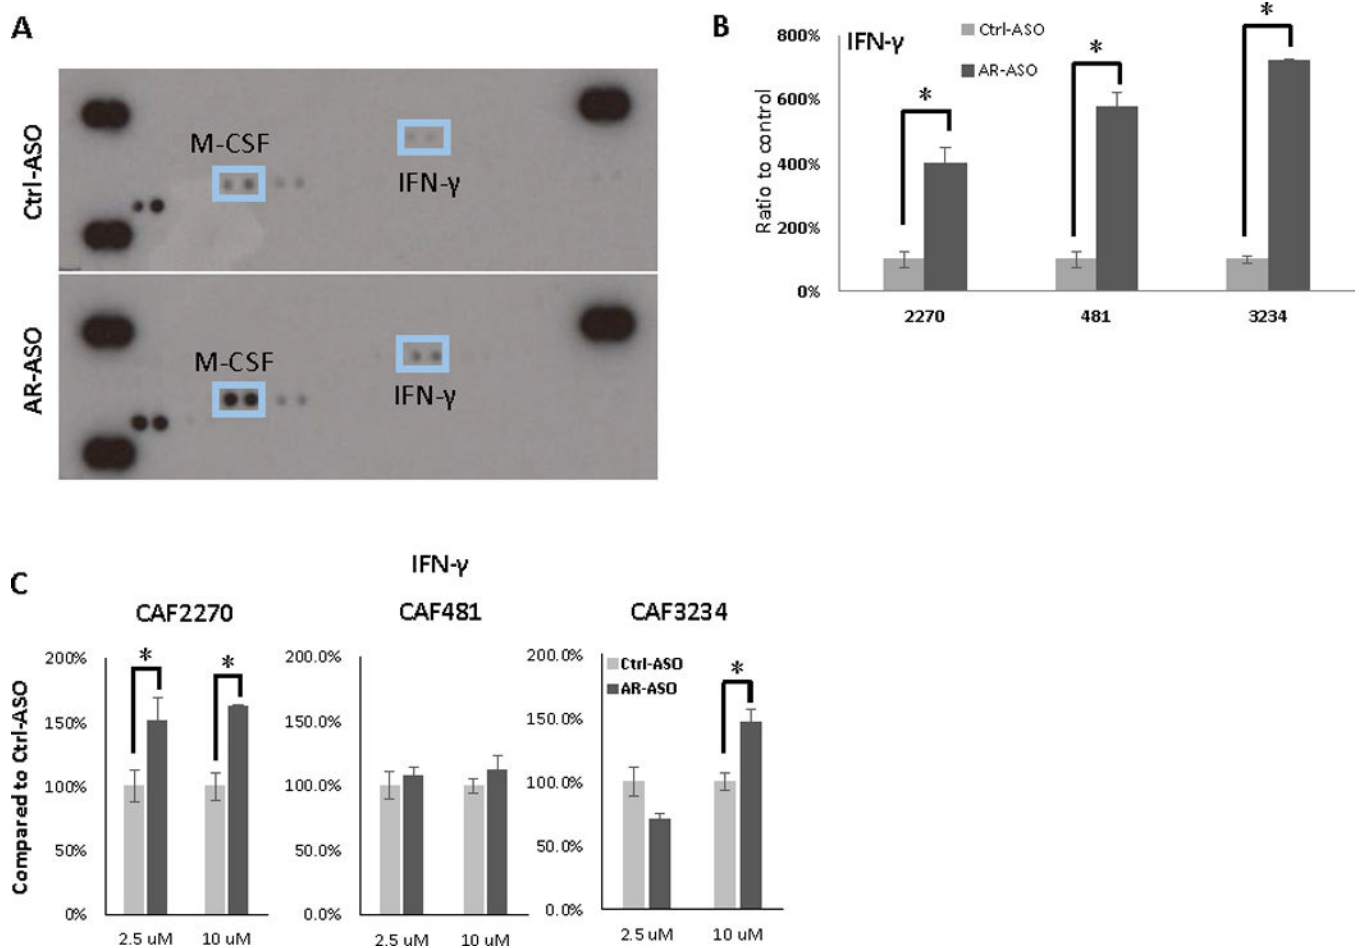 A
Ctrl-ASO
M-CSF
IFN-γ
AR-ASO
M-CSF
IFN-γ
B
IFN-γ
Ctrl-ASO
AR-ASO
Ratio to control
800%
600%
400%
200%
0%
*
*
*
2270
481
3234
C
IFN-γ
CAF2270
CAF481
CAF3234
Compared to Ctrl-ASO
200%
150%
100%
50%
0%
*
*
2.5 uM
10 uM
200.0%
150.0%
100.0%
50.0%
0.0%
2.5 uM
10 uM
200.0%
150.0%
100.0%
50.0%
0.0%
Ctrl-ASO
AR-ASO
*
2.5 uM
10 uM